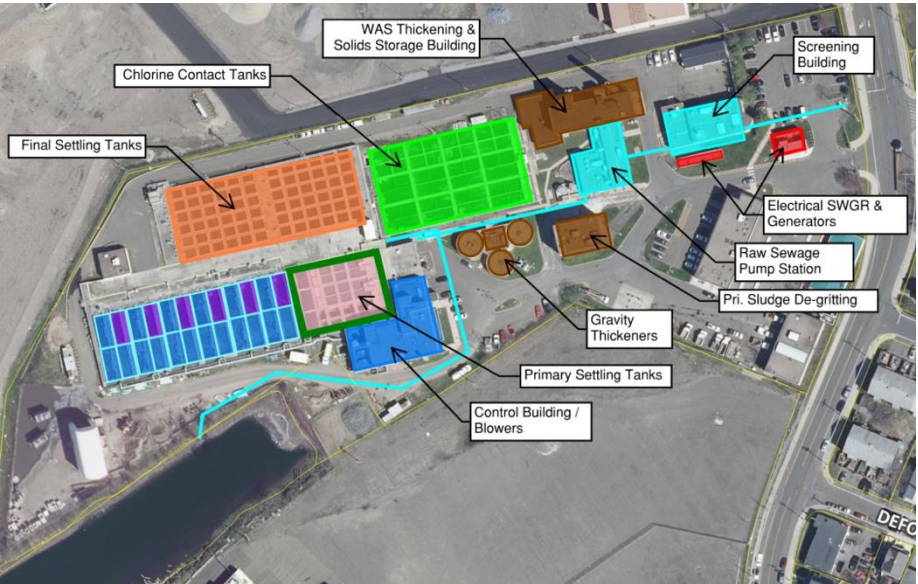 WAS Thickening &
Solids Storage Building
Screening
Building
Chlorine Contact Tanks
Final Settling Tanks
Electrical SWGR &
Generators
Raw Sewage
Pump Station
Pri. Sludge De-gritting
Gravity
Thickeners
Primary Settling Tanks
Control Building /
Blowers
DEFO